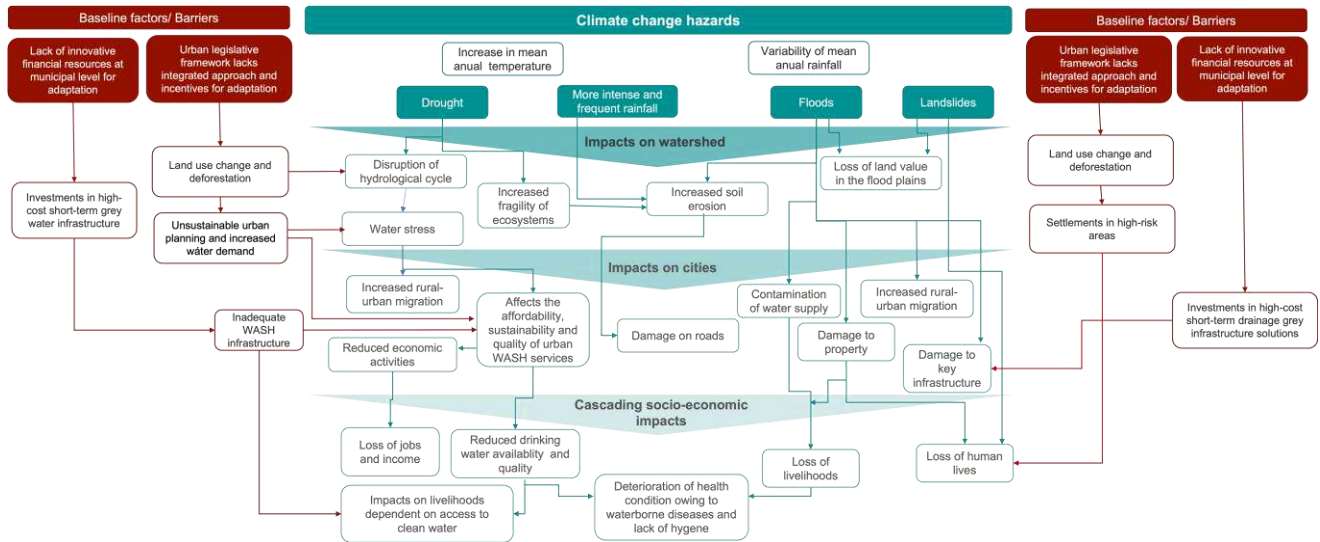 Baseline factors/ Barriers
Climate change hazards
Baseline factors/ Barriers
Lack of innovative
financial resources at
municipal level for
adaptation
Urban legislative
framework lacks
integrated approach and
incentives for adaptation
Increase in mean
anual temperature
Variability of mean
anual rainfall
Urban legislative
framework lacks
integrated approach and
incentives for adaptation
Lack of innovative
financial resources at
municipal level for
adaptation
Drought
More intense and
frequent rainfall
Floods
Landslides
Impacts on watershed
Land use change and
deforestation
Disruption of
hydrological cycle
Loss of land value
in the flood plains
Land use change and
deforestation
Investments in high-
cost short-term grey
water infrastructure
Increased
fragility of
ecosystems
Increased soil
erosion
Unsustainable urban
planning and increased
wáter demand
Water stress
Settlements in high-risk
areas
Impacts on cities
Increased rural-
urban migration
Affects the
affordability,
sustainability and
quality of urban
WASH services
Contamination
of water supply
Increased rural-
urban migration
Inadequate
WASH
infrastructure
Damage on roads
Damage to
property
Investments in high-cost
short-term drainage grey
infrastructure solutions
Reduced economic
activities
Damage to
key
infrastructure
Cascading socio-economic
impacts
Loss of jobs
and income
Reduced drinking
water availablity and
quality
Loss of
livelihoods
Loss of human
lives
Impacts on livelihoods
dependent on access to
clean water
Deterioration of health
condition owing to
waterborne diseases and
lack of hygiene